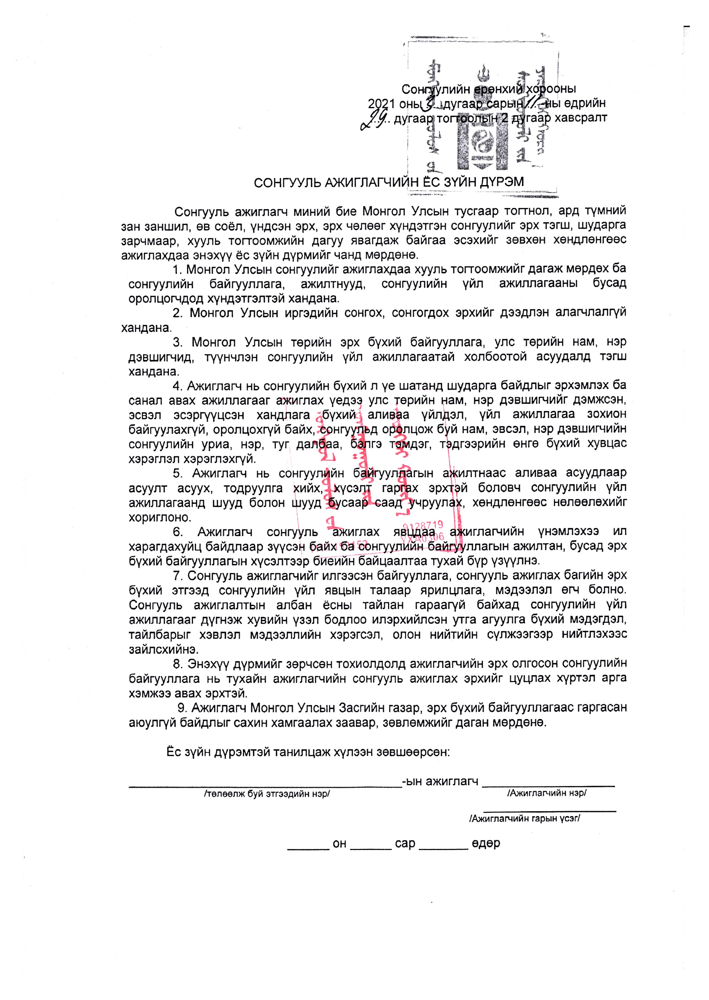 Сонгуулийн ерөнхий хорооны
2021 оны 3 дугаар сарын 11-ны өдрийн
29 дугаар тогтоолын 2 дугаар хавсралт
СОНГУУЛЬ АЖИГЛАГЧИЙН ЁС ЗҮЙН ДҮРЭМ
Сонгууль ажиглагч миний бие Монгол Улсын тусгаар тогтнол, ард түмний
зан заншил, өв соёл, үндсэн эрх, эрх чөлөөг хүндэтгэн сонгуулийг эрх тэгш, шударга
зарчмаар, хууль тогтоомжийн дагуу явагдаж байгаа эсэхийг зөвхөн хөндлөнгөөс
ажиглахдаа энэхүү ёс зүйн дүрмийг чанд мөрдөнө.
1. Монгол Улсын сонгуулийг ажиглахдаа хууль тогтоомжийг дагаж мөрдөх ба
сонгуулийн байгууллага, ажилтнууд, сонгуулийн үйл ажиллагааны бусад
оролцогчдод хүндэтгэлтэй хандана.
2. Монгол Улсын иргэдийн сонгох, сонгогдох эрхийг дээдлэн алагчлалгүй
хандана.
3. Монгол Улсын төрийн эрх бүхий байгууллага, улс төрийн нам, нэр
дэвшигчид, түүнчлэн сонгуулийн үйл ажиллагаатай холбоотой асуудалд тэгш
хандана.
4. Ажиглагч нь сонгуулийн бүхий л үе шатанд шударга байдлыг эрхэмлэх ба
санал авах ажиллагааг ажиглах үедээ улс төрийн нам, нэр дэвшигчийг дэмжсэн,
эсвэл эсэргүүцсэн хандлага бүхий аливаа үйлдэл, үйл ажиллагаа зохион
байгуулахгүй, оролцохгүй байх, сонгуульд оролцож буй нам, эвсэл, нэр дэвшигчийн
сонгуулийн уриа, нэр, туг далбаа, бэлгэ тэмдэг, тэдгээрийн өнгө бүхий хувцас
хэрэглэл хэрэглэхгүй.
5. Ажиглагч нь сонгуулийн байгууллагын ажилтнаас аливаа асуудлаар
асуулт асуух, тодруулга хийх, хүсэлт гаргах эрхтэй боловч сонгуулийн үйл
ажиллагаанд шууд болон шууд бусаар саад учруулах, хөндлөнгөөс нөлөөлөхийг
хориглоно.
6. Ажиглагч сонгууль ажиглах явцдаа ажиглагчийн үнэмлэхээ ил
харагдахуйц байдлаар зүүсэн байх ба сонгуулийн байгууллагын ажилтан, бусад эрх
бүхий байгууллагын хүсэлтээр биеийн байцаалтаа тухай бүр үзүүлнэ.
9128719
7. Сонгууль ажиглагчийг илгээсэн байгууллага, сонгууль ажиглах багийн эрх
бүхий этгээд сонгуулийн үйл явцын талаар ярилцлага, мэдээлэл өгч болно.
Сонгууль ажиглалтын албан ёсны тайлан гараагүй байхад сонгуулийн үйл
ажиллагааг дүгнэж хувийн үзэл бодлоо илэрхийлсэн утга агуулга бүхий мэдэгдэл,
тайлбарыг хэвлэл мэдээллийн хэрэгсэл, олон нийтийн сүлжээгээр нийтлэхээс
зайлсхийнэ.
8. Энэхүү дүрмийг зөрчсөн тохиолдолд ажиглагчийн эрх олгосон сонгуулийн
байгууллага нь тухайн ажиглагчийн сонгууль ажиглах эрхийг цуцлах хүртэл арга
хэмжээ авах эрхтэй.
9. Ажиглагч Монгол Улсын Засгийн газар, эрх бүхий байгууллагаас гаргасан
аюулгүй байдлыг сахин хамгаалах заавар, зөвлөмжийг даган мөрдөнө.
Ёс зүйн дүрэмтэй танилцаж хүлээн зөвшөөрсөн:
-ын ажиглагч
/төлөөлж буй этгээдийн нэр/ /Ажиглагчийн нэр/
/Ажиглагчийн гарын үсэг/
он сар өдөр